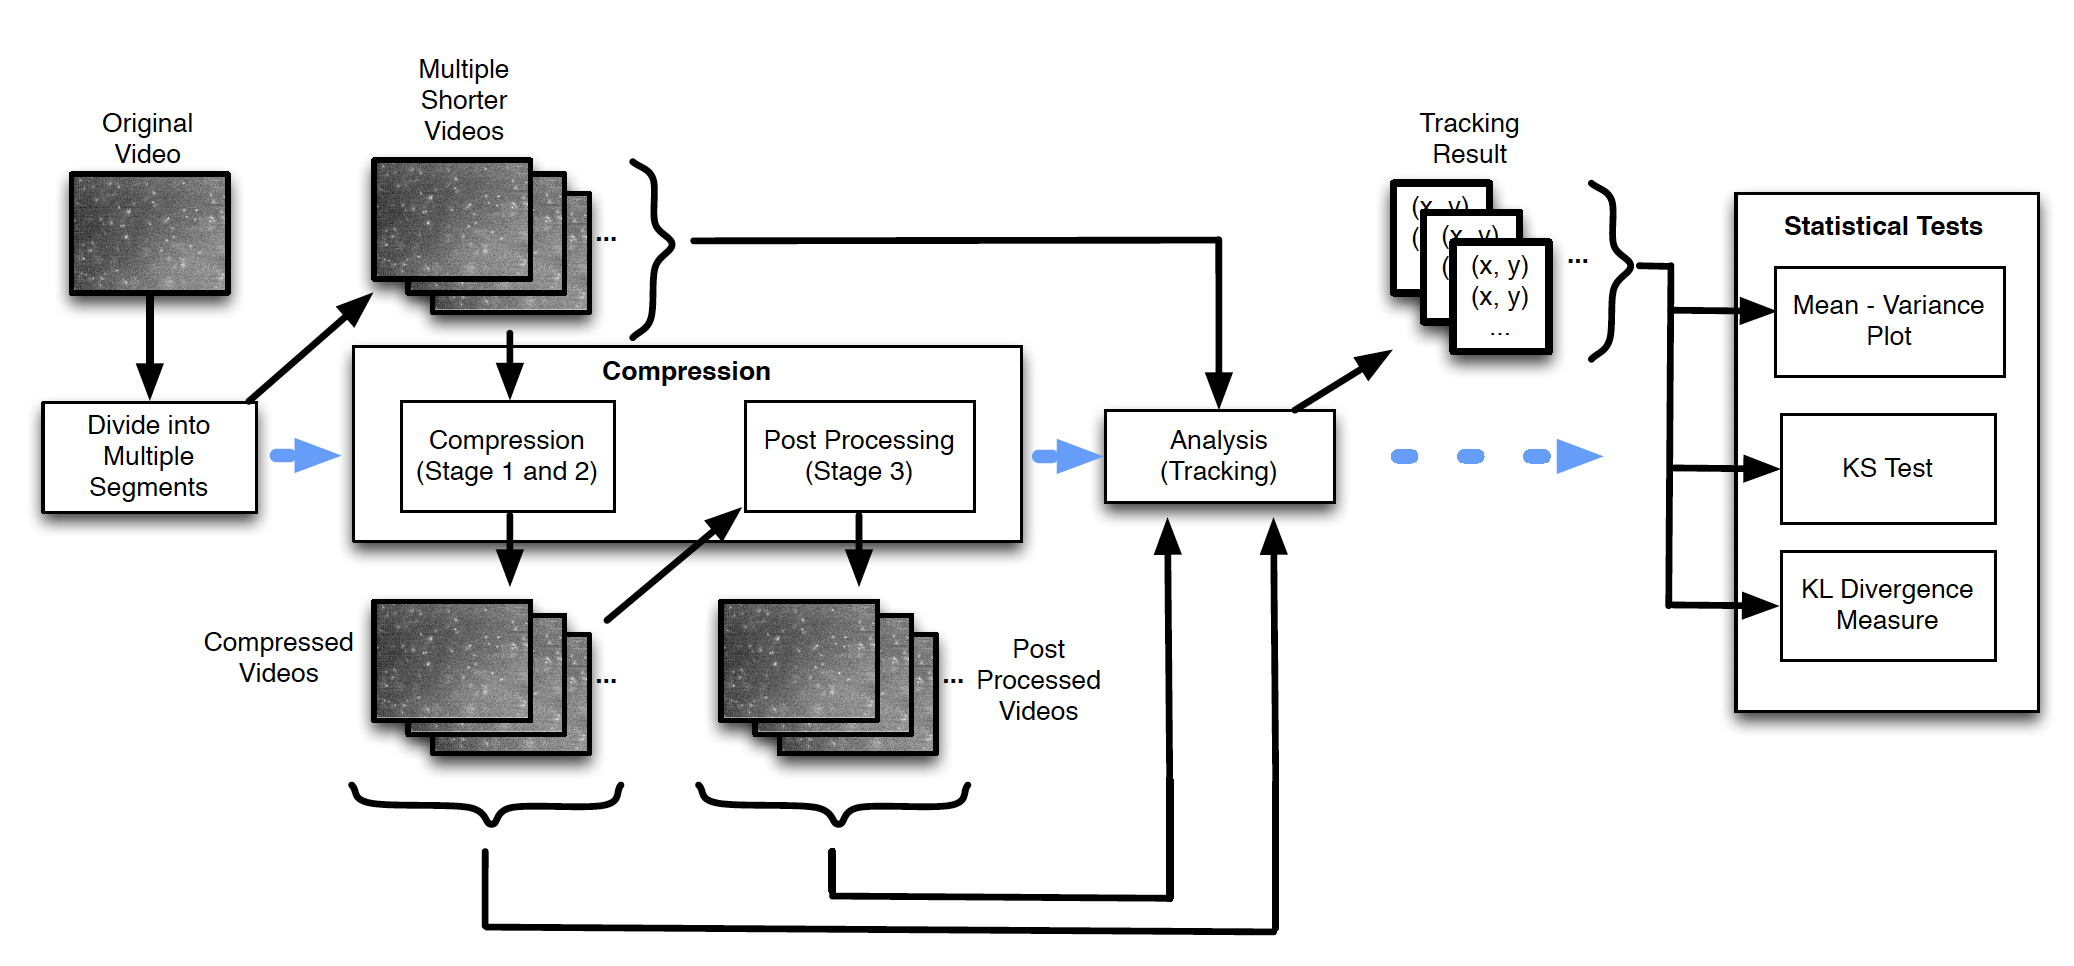 Original
Video
Multiple
Shorter
Videos
...
Divide into
Multiple
Segments
Compression
Compression
(Stage 1 and 2)
Post Processing
(Stage 3)
Compressed
Videos
...
...
Post
Processed
Videos
Analysis
(Tracking)
Tracking
Result
(x, y)
(
(x, y)
(
(x, y)
(x, y)
...
...
Statistical Tests
Mean - Variance
Plot
KS Test
KL Divergence
Measure